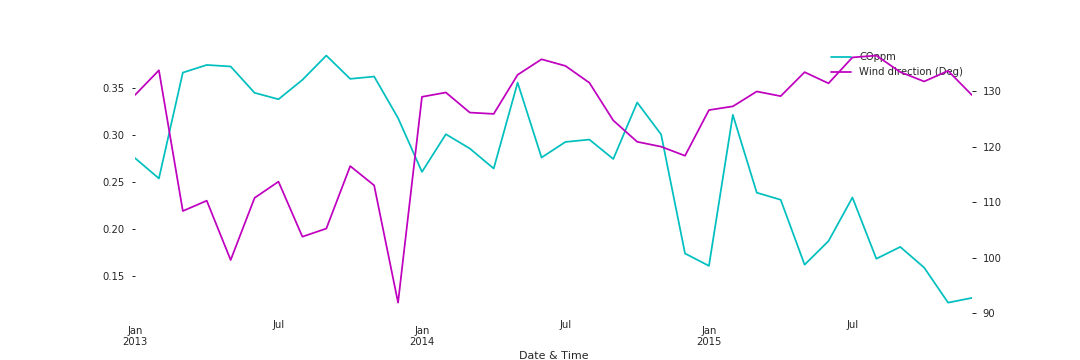 COppm
Wind direction (Deg)
0.35
0.30
0.25
0.20
0.15
130
120
110
100
90
Jan
2013
Jul
Jan
2014
Jul
Jan
2015
Jul
Date & Time